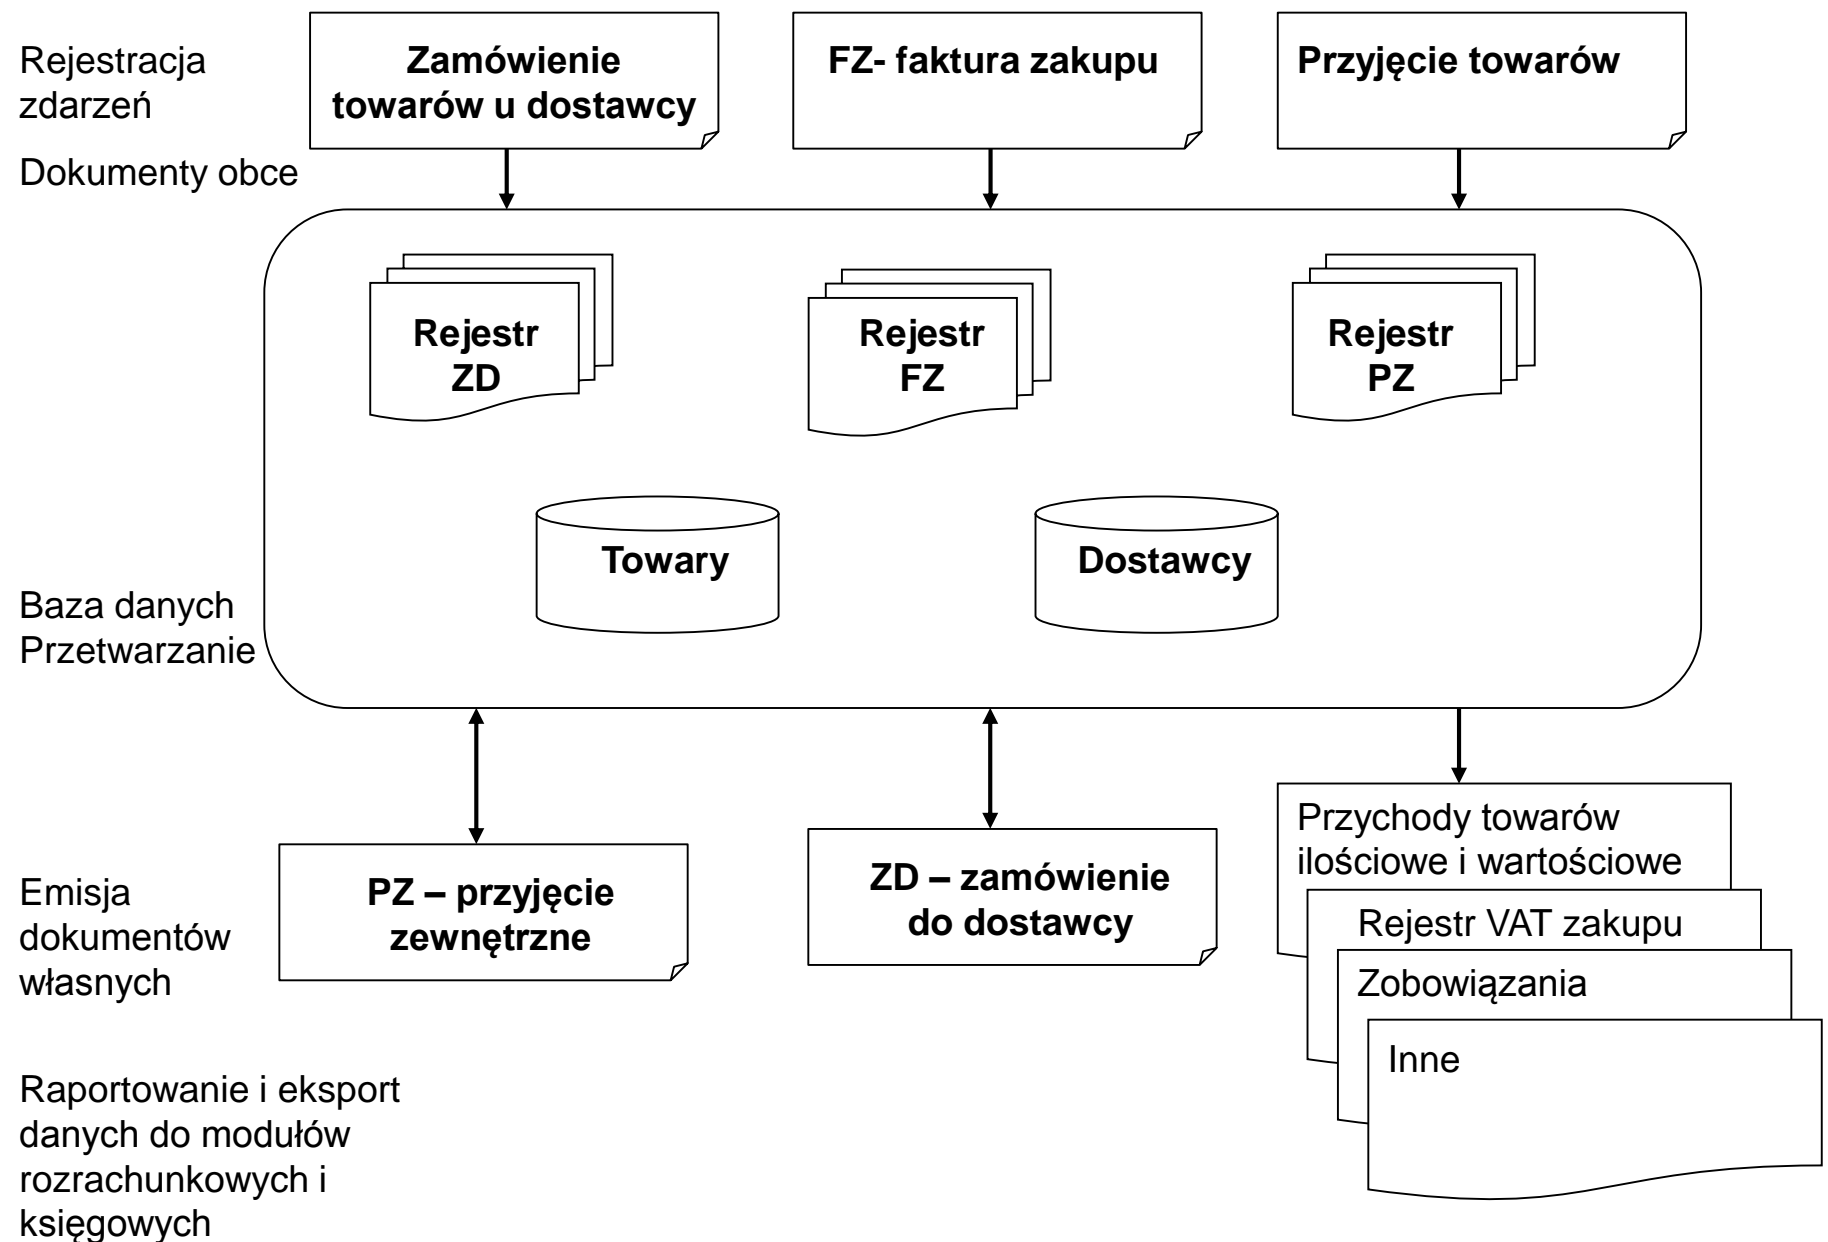 Rejestracja
zdarzeń
Dokumenty obce
Zamówienie
towarów u dostawcy
FZ- faktura zakupu
Przyjęcie towarów
Rejestr
ZD
Rejestr
FZ
Rejestr
PZ
Towary
Dostawcy
Baza danych
Przetwarzanie
Emisja
dokumentów
własnych
PZ – przyjęcie
zewnętrzne
ZD – zamówienie
do dostawcy
Przychody towarów
ilościowe i wartościowe
Rejestr VAT zakupu
Zobowiązania
Inne
Raportowanie i eksport
danych do modułów
rozrachunkowych i
księgowych